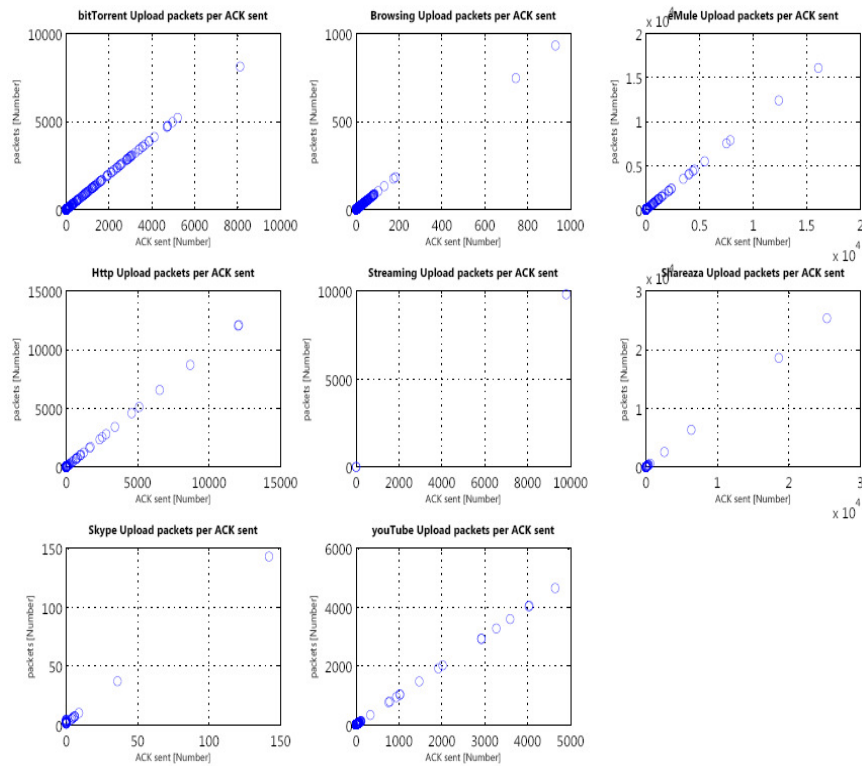 bitTorrent Upload packets per ACK sent
10000
5000
0
packets [Number]
0 2000 4000 6000 8000 10000
ACK sent [Number]
Browsing Upload packets per ACK sent
1000
500
0
packets [Number]
0 200 400 600 800 1000
ACK sent [Number]
x 10⁴
eMule Upload packets per ACK sent
2
1.5
1
0.5
0
packets [Number]
0 0.5 1 1.5 2
ACK sent [Number]
x 10⁴
Http Upload packets per ACK sent
15000
10000
5000
0
packets [Number]
0 5000 10000 15000
ACK sent [Number]
Streaming Upload packets per ACK sent
10000
5000
0
packets [Number]
0 2000 4000 6000 8000 10000
ACK sent [Number]
x 10⁴
Shareaza Upload packets per ACK sent
3
2
1
0
packets [Number]
0 1 2 3
ACK sent [Number]
x 10⁴
Skype Upload packets per ACK sent
150
100
50
0
packets [Number]
0 50 100 150
ACK sent [Number]
youTube Upload packets per ACK sent
6000
4000
2000
0
packets [Number]
0 1000 2000 3000 4000 5000
ACK sent [Number]